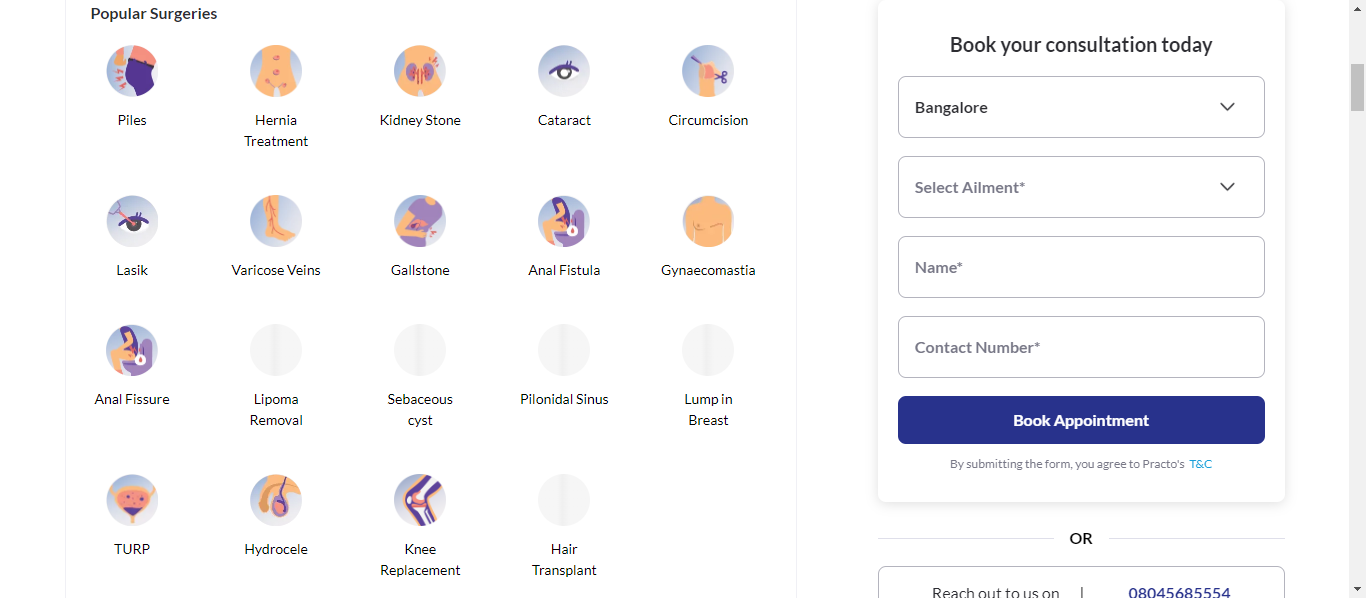 Popular Surgeries
Piles
Hernia
Treatment
Kidney Stone
Cataract
Circumcision
Lasik
Varicose Veins
Gallstone
Anal Fistula
Gynaecomastia
Anal Fissure
Lipoma
Removal
Sebaceous
cyst
Pilonidal Sinus
Lump in
Breast
TURP
Hydrocele
Knee
Replacement
Hair
Transplant
Book your consultation today
Bangalore
Select Ailment*
Name*
Contact Number*
Book Appointment
By submitting the form, you agree to Practo's T&C
OR
Reach out to us on | 08045685554